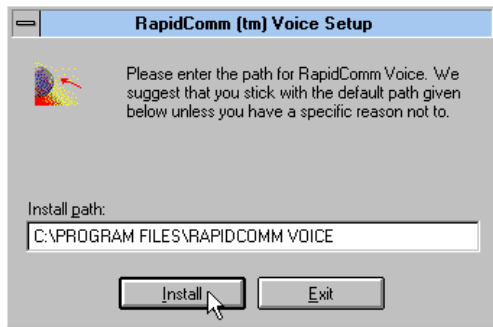 RapidComm (tm) Voice Setup
Please enter the path for RapidComm Voice. We
suggest that you stick with the default path given
below unless you have a specific reason not to.
Install path:
C:\PROGRAM FILES\RAPIDCOMM VOICE
Install
Exit